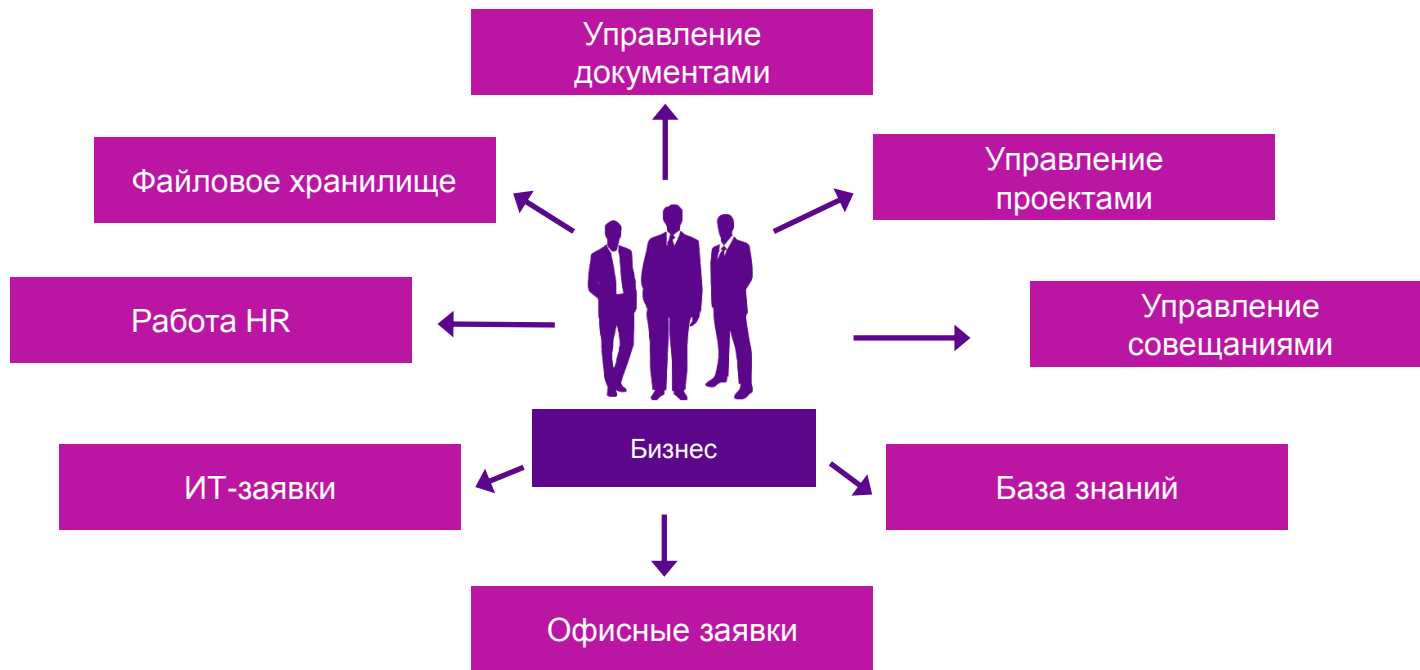 Управление
документами
Файловое хранилище
Управление
проектами
Работа HR
Управление
совещаниями
Бизнес
ИТ-заявки
База знаний
Офисные заявки